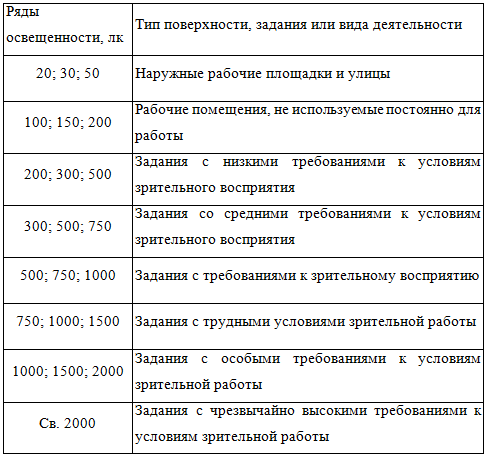 Ряды
освещенности, лк
Тип поверхности, задания или вида деятельности
20; 30; 50
Наружные рабочие площадки и улицы
100; 150; 200
Рабочие помещения, не используемые постоянно для
работы
200; 300; 500
Задания с низкими требованиями к условиям
зрительного восприятия
300; 500; 750
Задания со средними требованиями к условиям
зрительного восприятия
500; 750; 1000
Задания с требованиями к зрительному восприятию
750; 1000; 1500
Задания с трудными условиями зрительной работы
1000; 1500; 2000
Задания с особыми требованиями к условиям
зрительной работы
Св. 2000
Задания с чрезвычайно высокими требованиями к
условиям зрительной работы